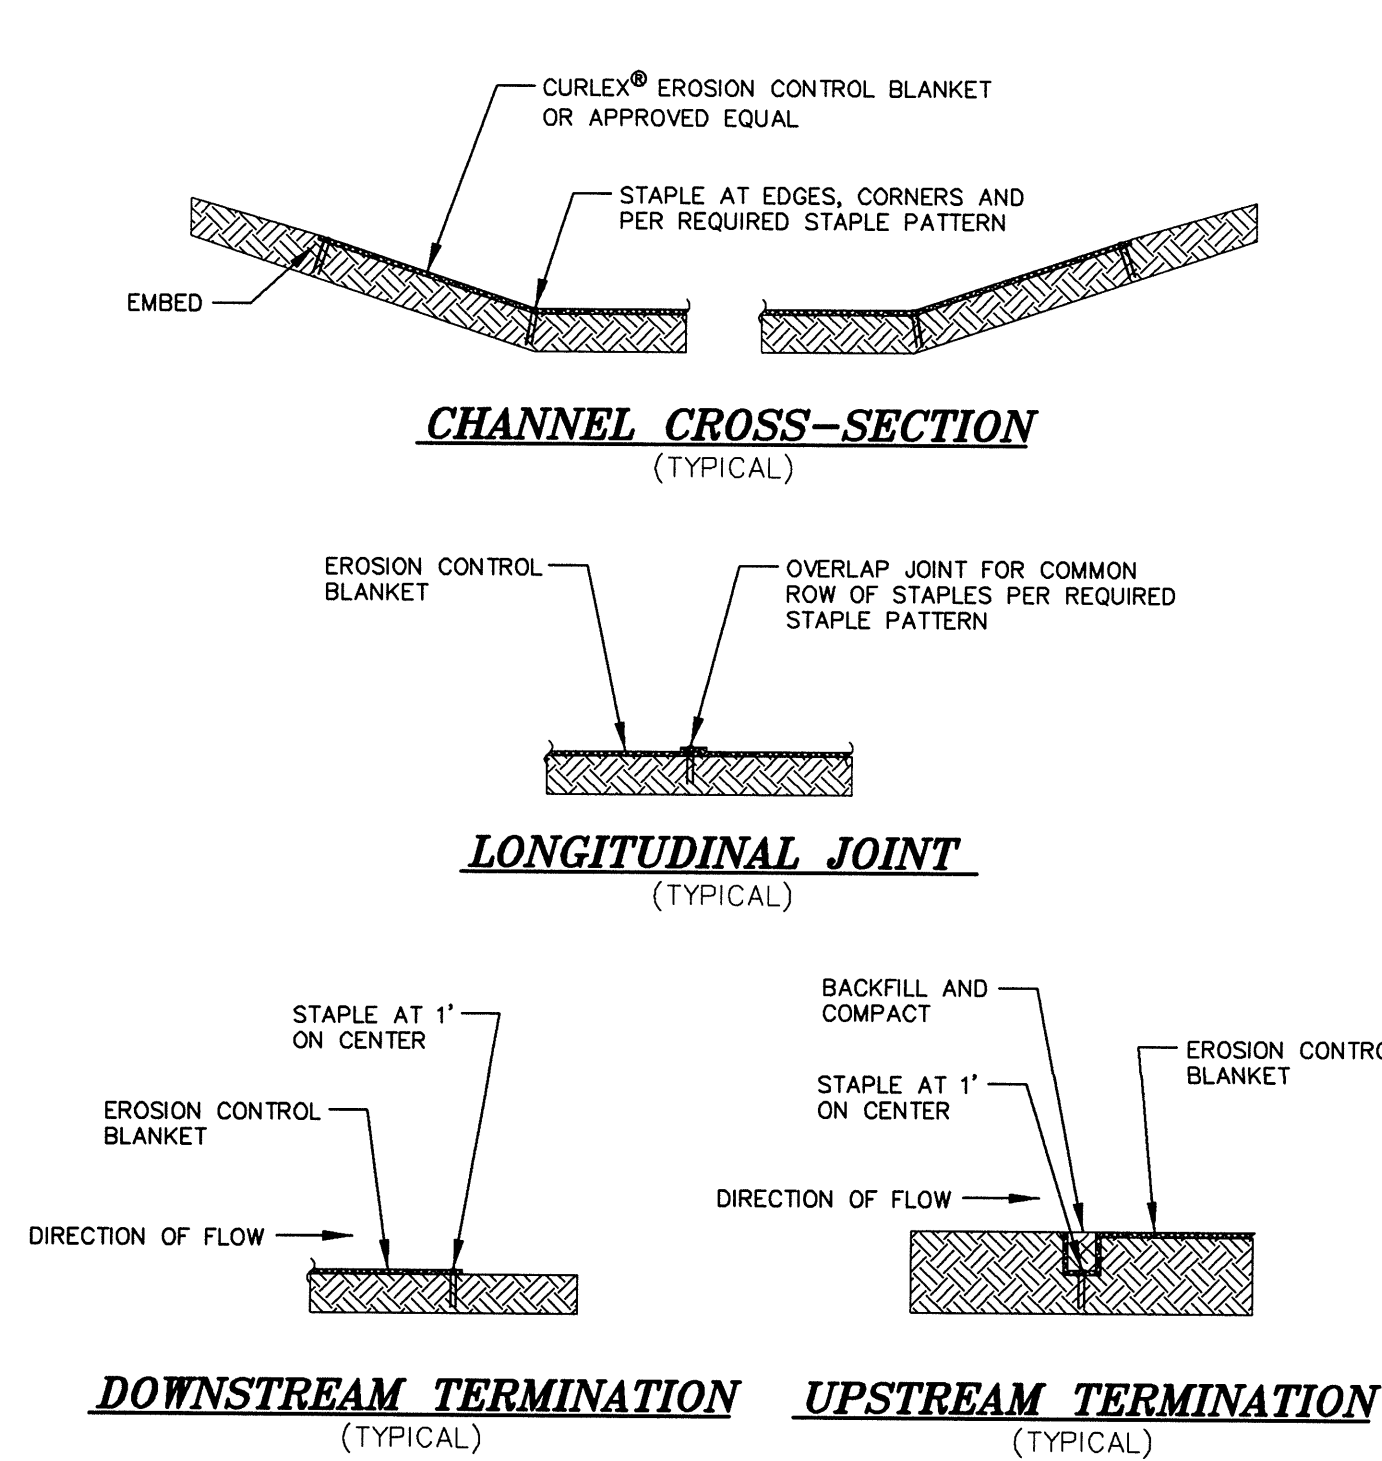 CURLEX® EROSION CONTROL BLANKET
OR APPROVED EQUAL
STAPLE AT EDGES, CORNERS AND
PER REQUIRED STAPLE PATTERN
EMBED
CHANNEL CROSS-SECTION
(TYPICAL)
EROSION CONTROL
BLANKET
OVERLAP JOINT FOR COMMON
ROW OF STAPLES PER REQUIRED
STAPLE PATTERN
LONGITUDINAL JOINT
(TYPICAL)
STAPLE AT 1'
ON CENTER
EROSION CONTROL
BLANKET
DIRECTION OF FLOW
DOWNSTREAM TERMINATION
(TYPICAL)
BACKFILL AND
COMPACT
EROSION
BLANKET
STAPLE AT 1'
ON CENTER
DIRECTION OF FLOW
UPSTREAM TERMINATION
(TYPICAL)